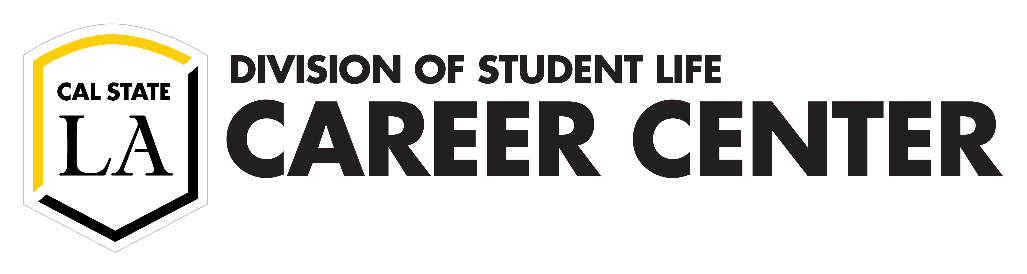 CAL STATE
LA
DIVISION OF STUDENT LIFE
CAREER CENTER